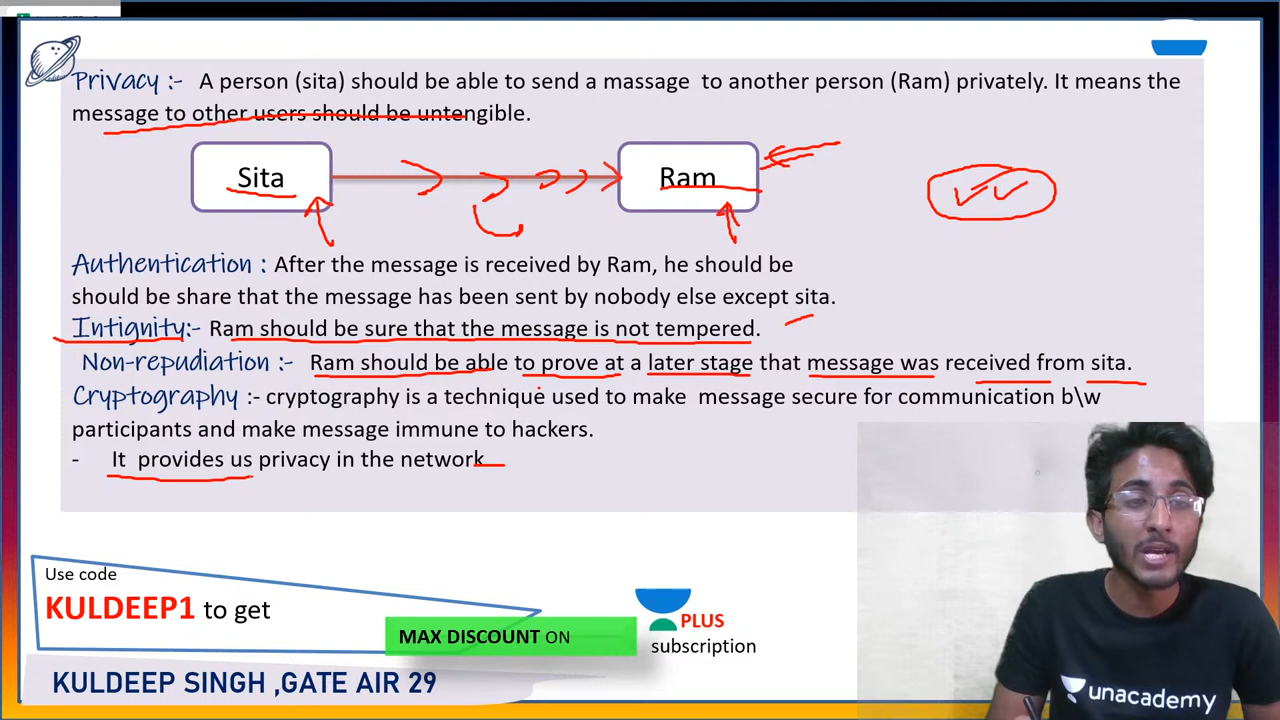 Privacy :- A person (sita) should be able to send a massage to another person (Ram) privately. It means the
message to other users should be untengible.
Sita
Ram
Authentication : After the message is received by Ram, he should be
should be share that the message has been sent by nobody else except sita.
Intignity:- Ram should be sure that the message is not tempered.
Non-repudiation :- Ram should be able to prove at a later stage that message was received from sita.
Cryptography :- cryptography is a technique used to make message secure for communication b\w
participants and make message immune to hackers.
- It provides us privacy in the network
Use code
KULDEEP1 to get
MAX DISCOUNT ON
PLUS
subscription
KULDEEP SINGH ,GATE AIR 29
unacademy